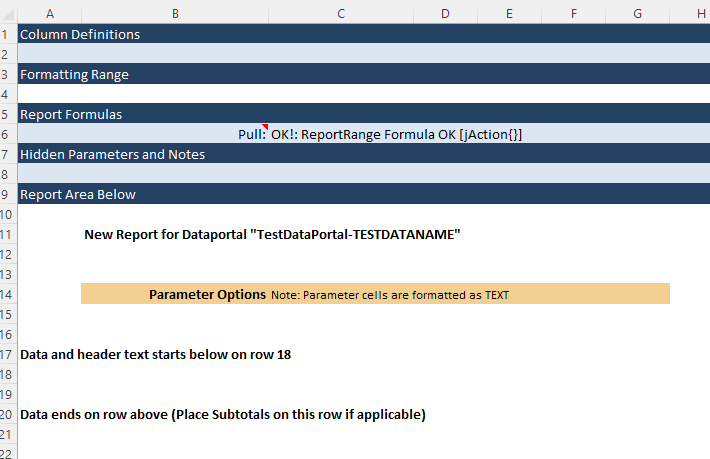 A B C D E F G H
1 Column Definitions
2
3 Formatting Range
4
5 Report Formulas
6 Pull: OK!: ReportRange Formula OK [jAction{}]
7 Hidden Parameters and Notes
8
9 Report Area Below
10
11 New Report for Dataportal "TestDataPortal-TESTDATANAME"
12
13
14 Parameter Options Note: Parameter cells are formatted as TEXT
15
16
17 Data and header text starts below on row 18
18
19
20 Data ends on row above (Place Subtotals on this row if applicable)
21
22